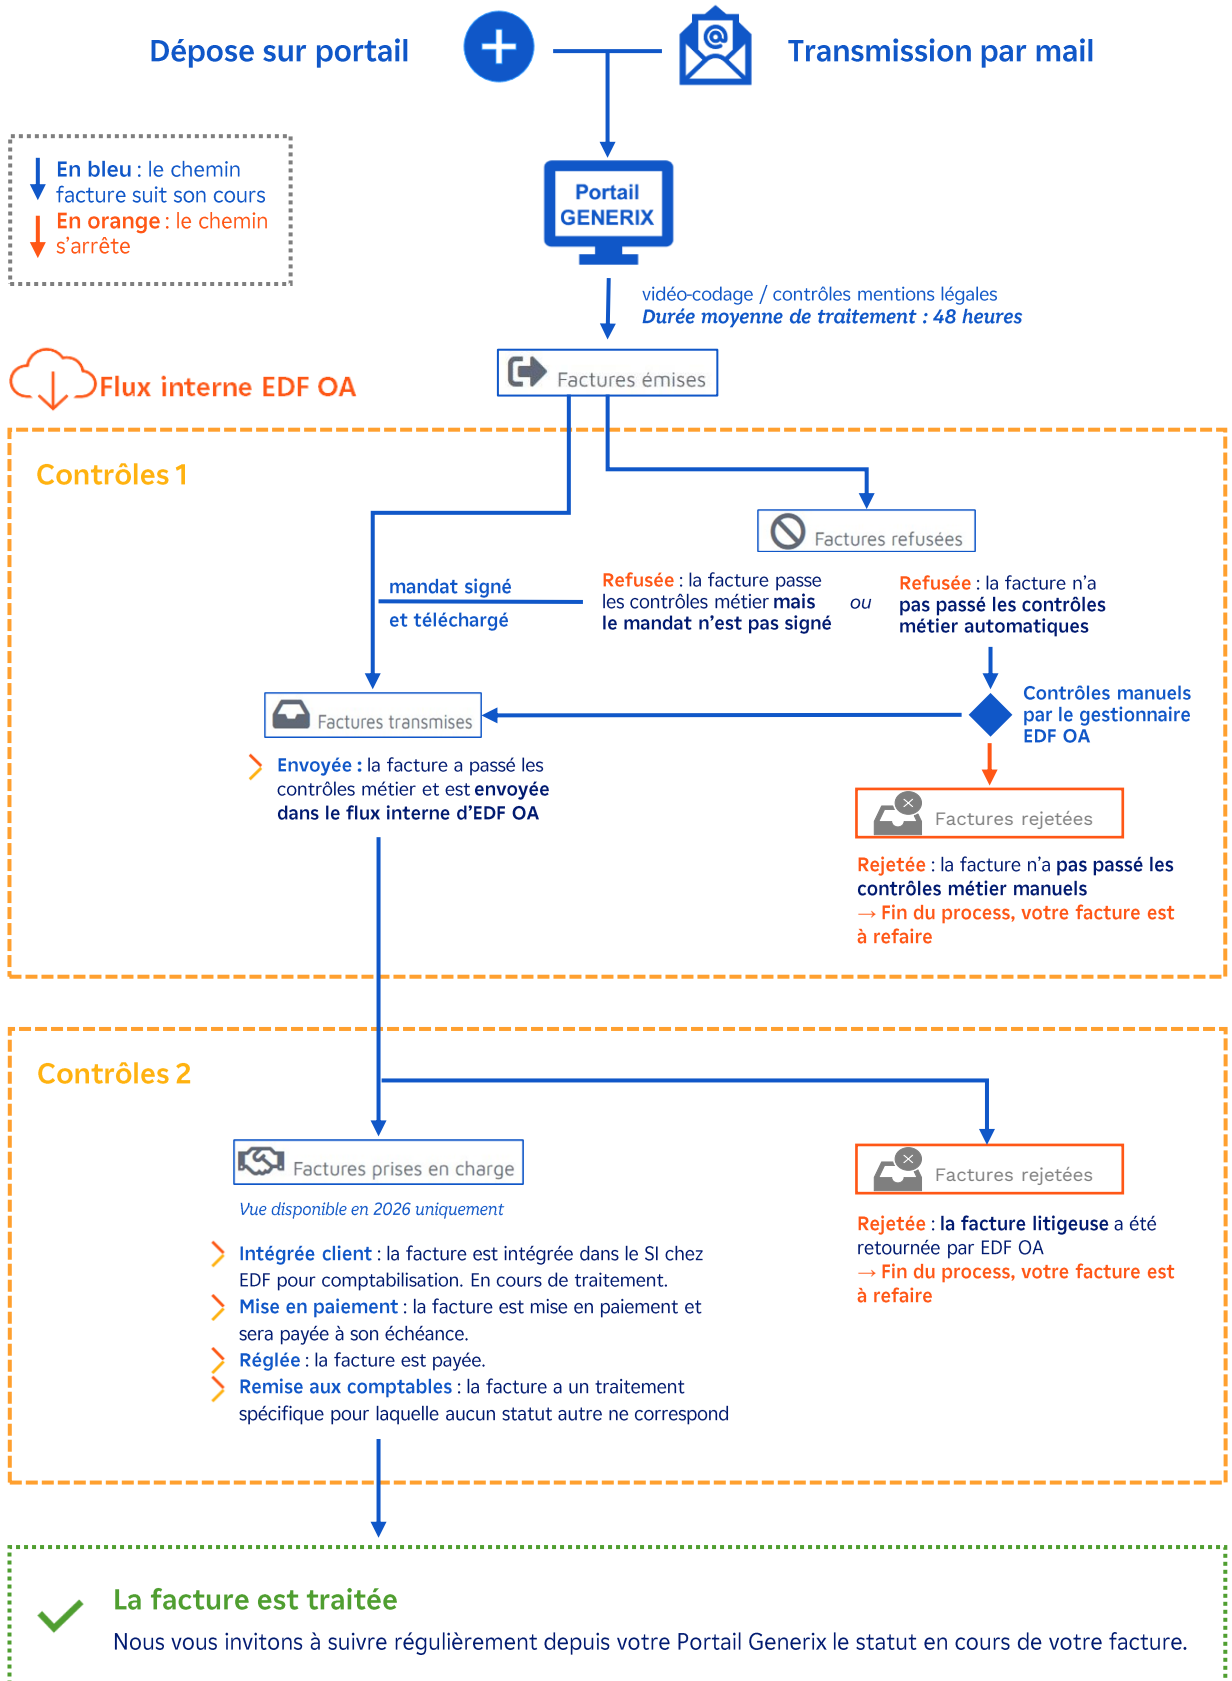 Dépose sur portail
Transmission par mail
En bleu : le chemin
facture suit son cours
En orange : le chemin
s'arrête
Portail
GENERIX
vidéo-codage / contrôles mentions légales
Durée moyenne de traitement : 48 heures
Factures émises
Flux interne EDF OA
Contrôles 1
Factures refusées
mandat signé
et téléchargé
Refusée : la facture passe
les contrôles métier mais
le mandat n'est pas signé
ou
Refusée : la facture n'a
pas passé les contrôles
métier automatiques
Contrôles manuels
par le gestionnaire
EDF OA
Factures transmises
Envoyée : la facture a passé les
contrôles métier et est envoyée
dans le flux interne d'EDF OA
Factures rejetées
Rejetée : la facture n'a pas passé les
contrôles métier manuels
→ Fin du process, votre facture est
à refaire
Contrôles 2
Factures prises en charge
Vue disponible en 2026 uniquement
Intégrée client : la facture est intégrée dans le SI chez
EDF pour comptabilisation. En cours de traitement.
Mise en paiement : la facture est mise en paiement et
sera payée à son échéance.
Réglée : la facture est payée.
Remise aux comptables : la facture a un traitement
spécifique pour laquelle aucun statut autre ne correspond
Factures rejetées
Rejetée : la facture litigeuse a été
retournée par EDF OA
→ Fin du process, votre facture est
à refaire
La facture est traitée
Nous vous invitons à suivre régulièrement depuis votre Portail Generix le statut en cours de votre facture.